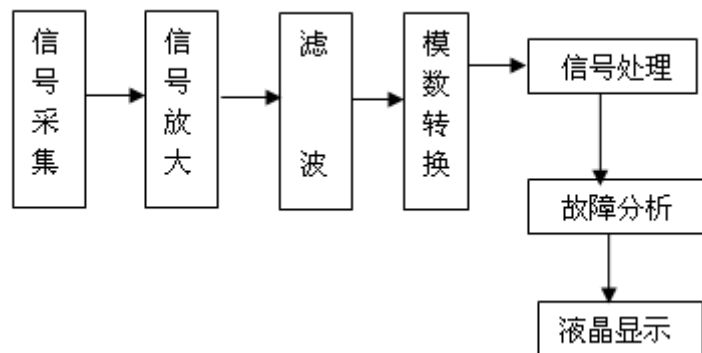 信号采集
信号放大
滤波
模数转换
信号处理
故障分析
液晶显示